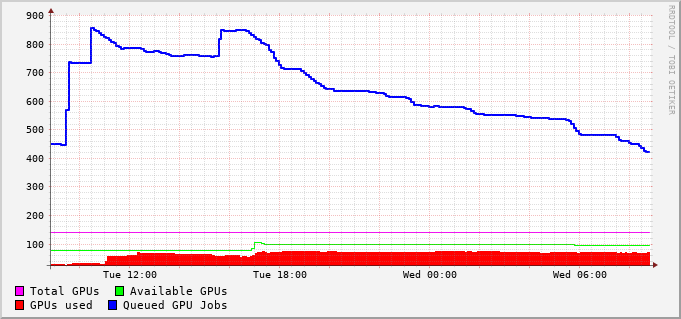 900
800
700
600
500
400
300
200
100
Tue 12:00 Tue 18:00 Wed 00:00 Wed 06:00
Total GPUs Available GPUs
GPUs used Queued GPU Jobs
RRDTOOL / TOBI OETIKER